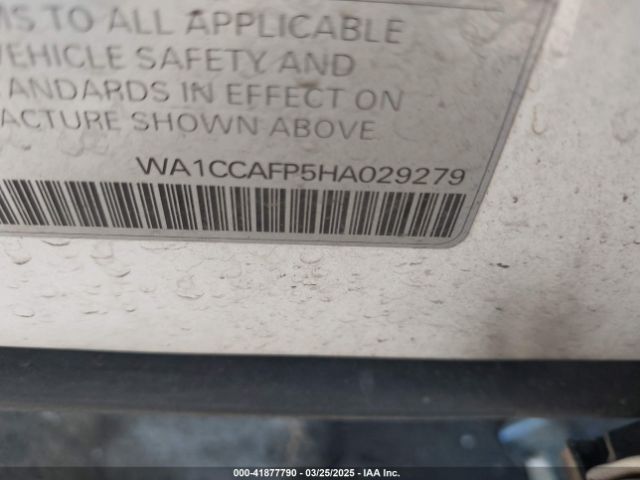 MS TO ALL APPLICABLE
VEHICLE SAFETY AND
ANDARDS IN EFFECT ON
ACTURE SHOWN ABOVE
WA1CCAFP5HA029279
000-41877790 - 03/25/2025 - IAA Inc.